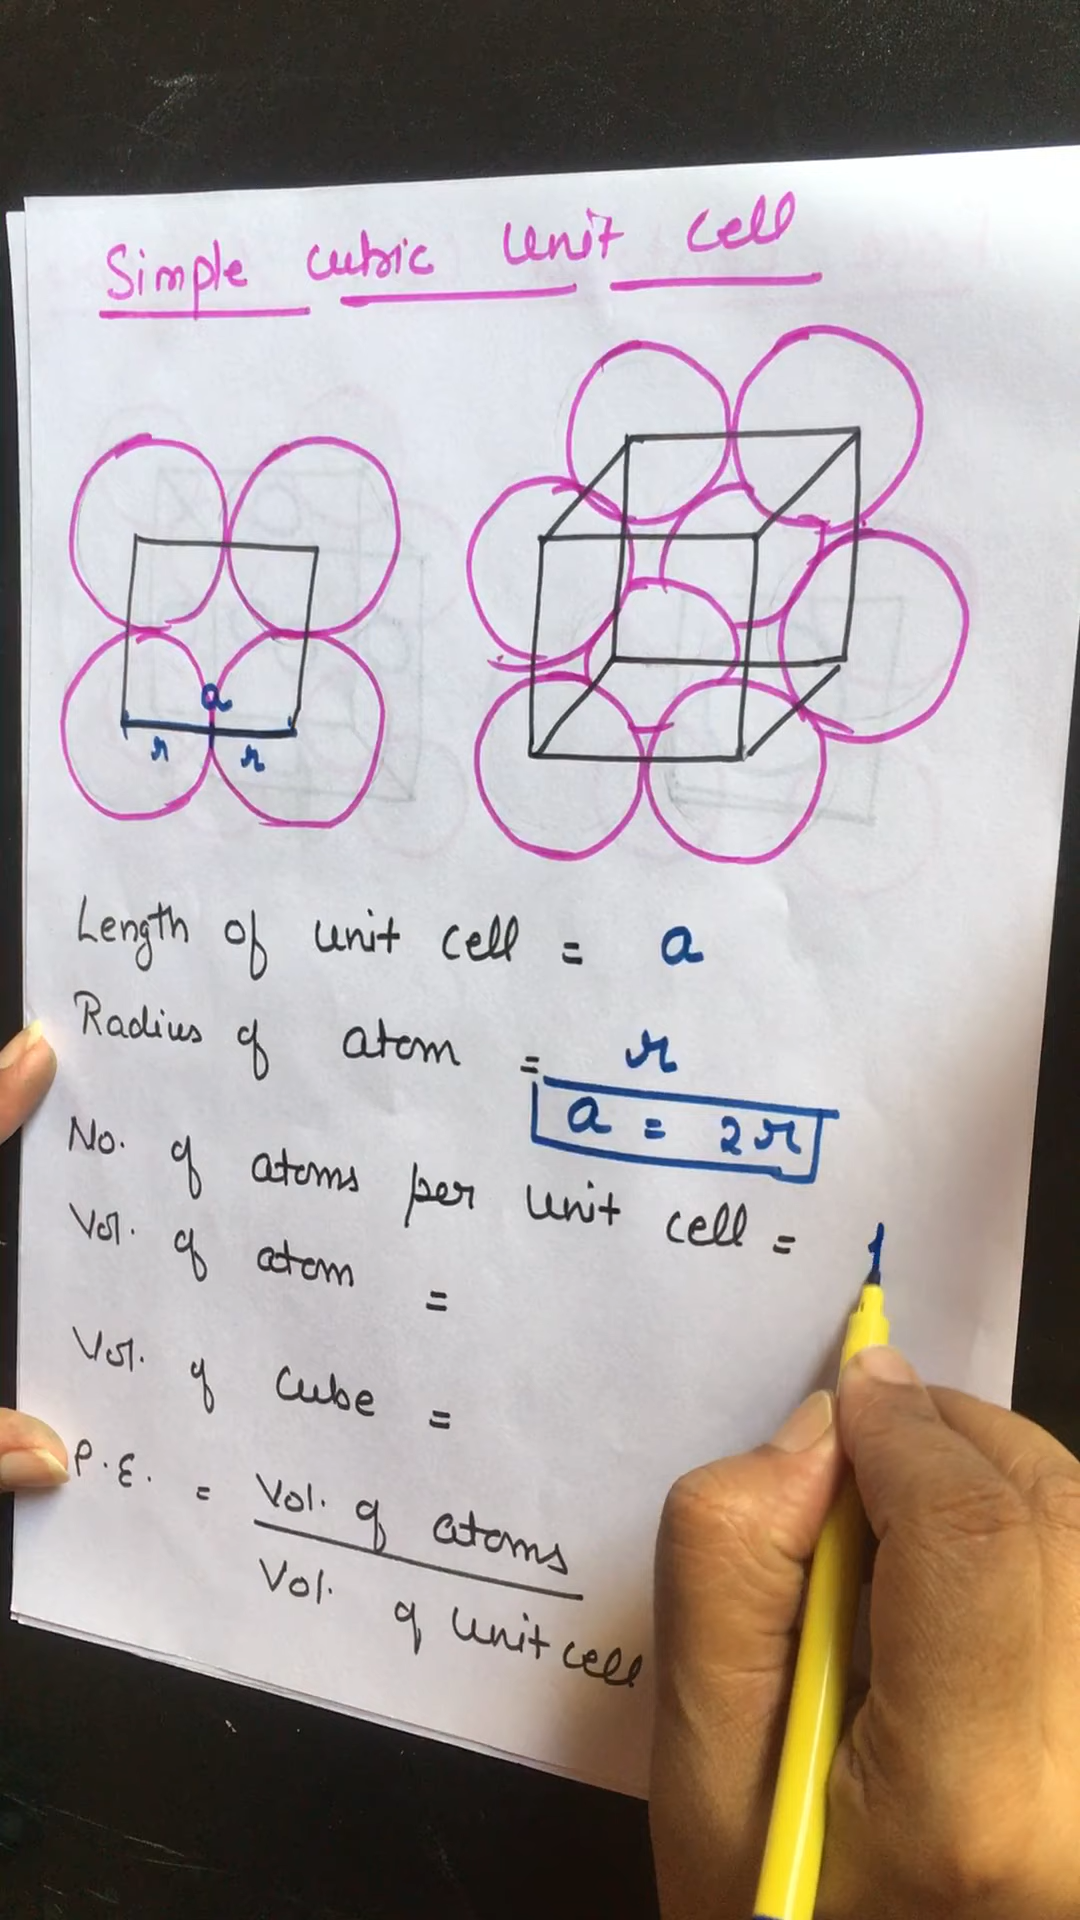 Simple cubic unit cell
a
r r
Length of unit cell = a
Radius of atom = r
a = 2r
No. of atoms per unit cell = 1
Vol. of atom =
Vol. of cube =
P.E. = Vol. of atoms
Vol. of unit cell